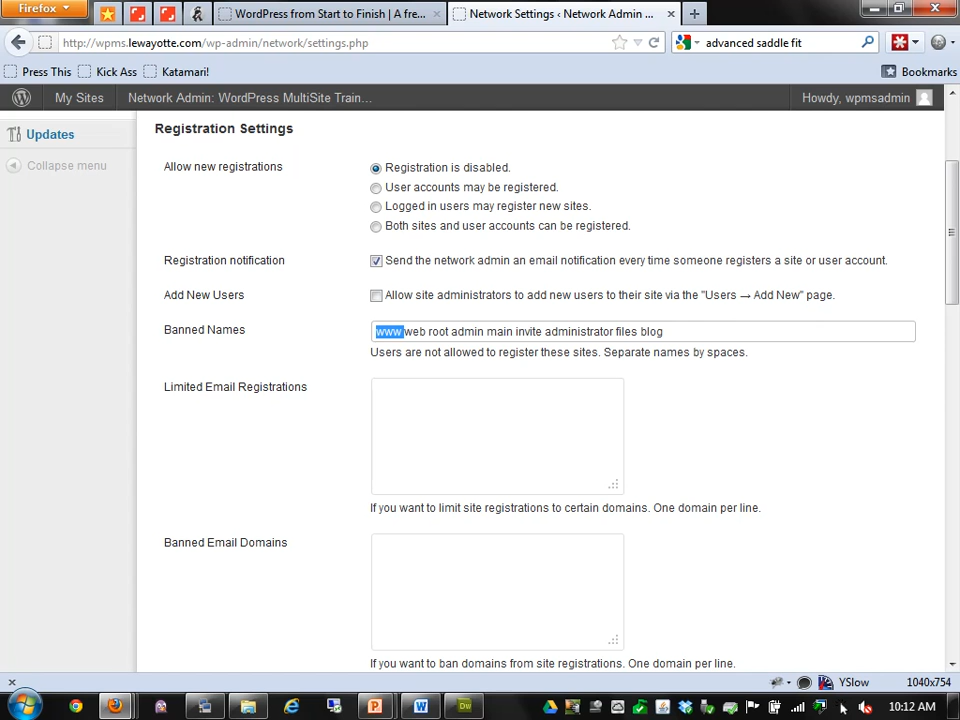 Firefox
WordPress from Start to Finish | A fre... ×
Network Settings ‹ Network Admin ... ×
http://wpms.lewayotte.com/wp-admin/network/settings.php
advanced saddle fit
Press This
Kick Ass
Katamari!
Bookmarks
My Sites
Network Admin: WordPress MultiSite Train...
Howdy, wpmsadmin
Updates
Collapse menu
Registration Settings
Allow new registrations
Registration is disabled.
User accounts may be registered.
Logged in users may register new sites.
Both sites and user accounts can be registered.
Registration notification
Send the network admin an email notification every time someone registers a site or user account.
Add New Users
Allow site administrators to add new users to their site via the "Users → Add New" page.
Banned Names
www web root admin main invite administrator files blog
Users are not allowed to register these sites. Separate names by spaces.
Limited Email Registrations
If you want to limit site registrations to certain domains. One domain per line.
Banned Email Domains
If you want to ban domains from site registrations. One domain per line.
×
YSlow
1040x754
P
W
Dw
10:12 AM